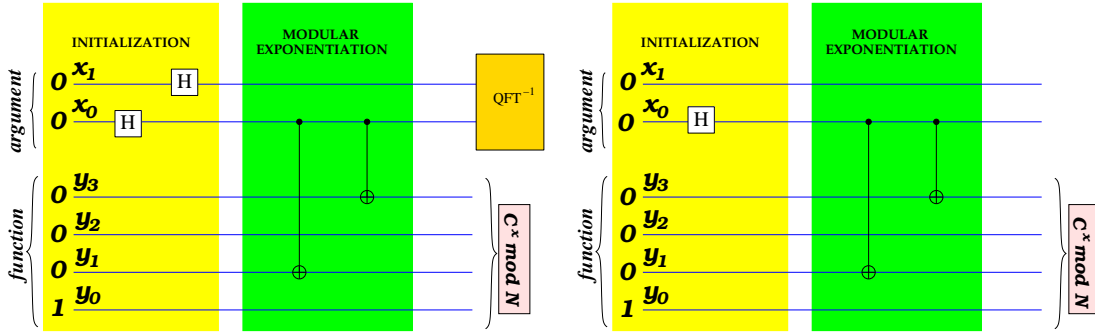 INITIALIZATION
MODULAR
EXPONENTIATION
argument
0 x₁
H
0 x₀
H
QFT⁻¹
function
0 y₃
0 y₂
0 y₁
1 y₀
Cˣ mod N
INITIALIZATION
MODULAR
EXPONENTIATION
argument
0 x₁
0 x₀
H
function
0 y₃
0 y₂
0 y₁
1 y₀
Cˣ mod N